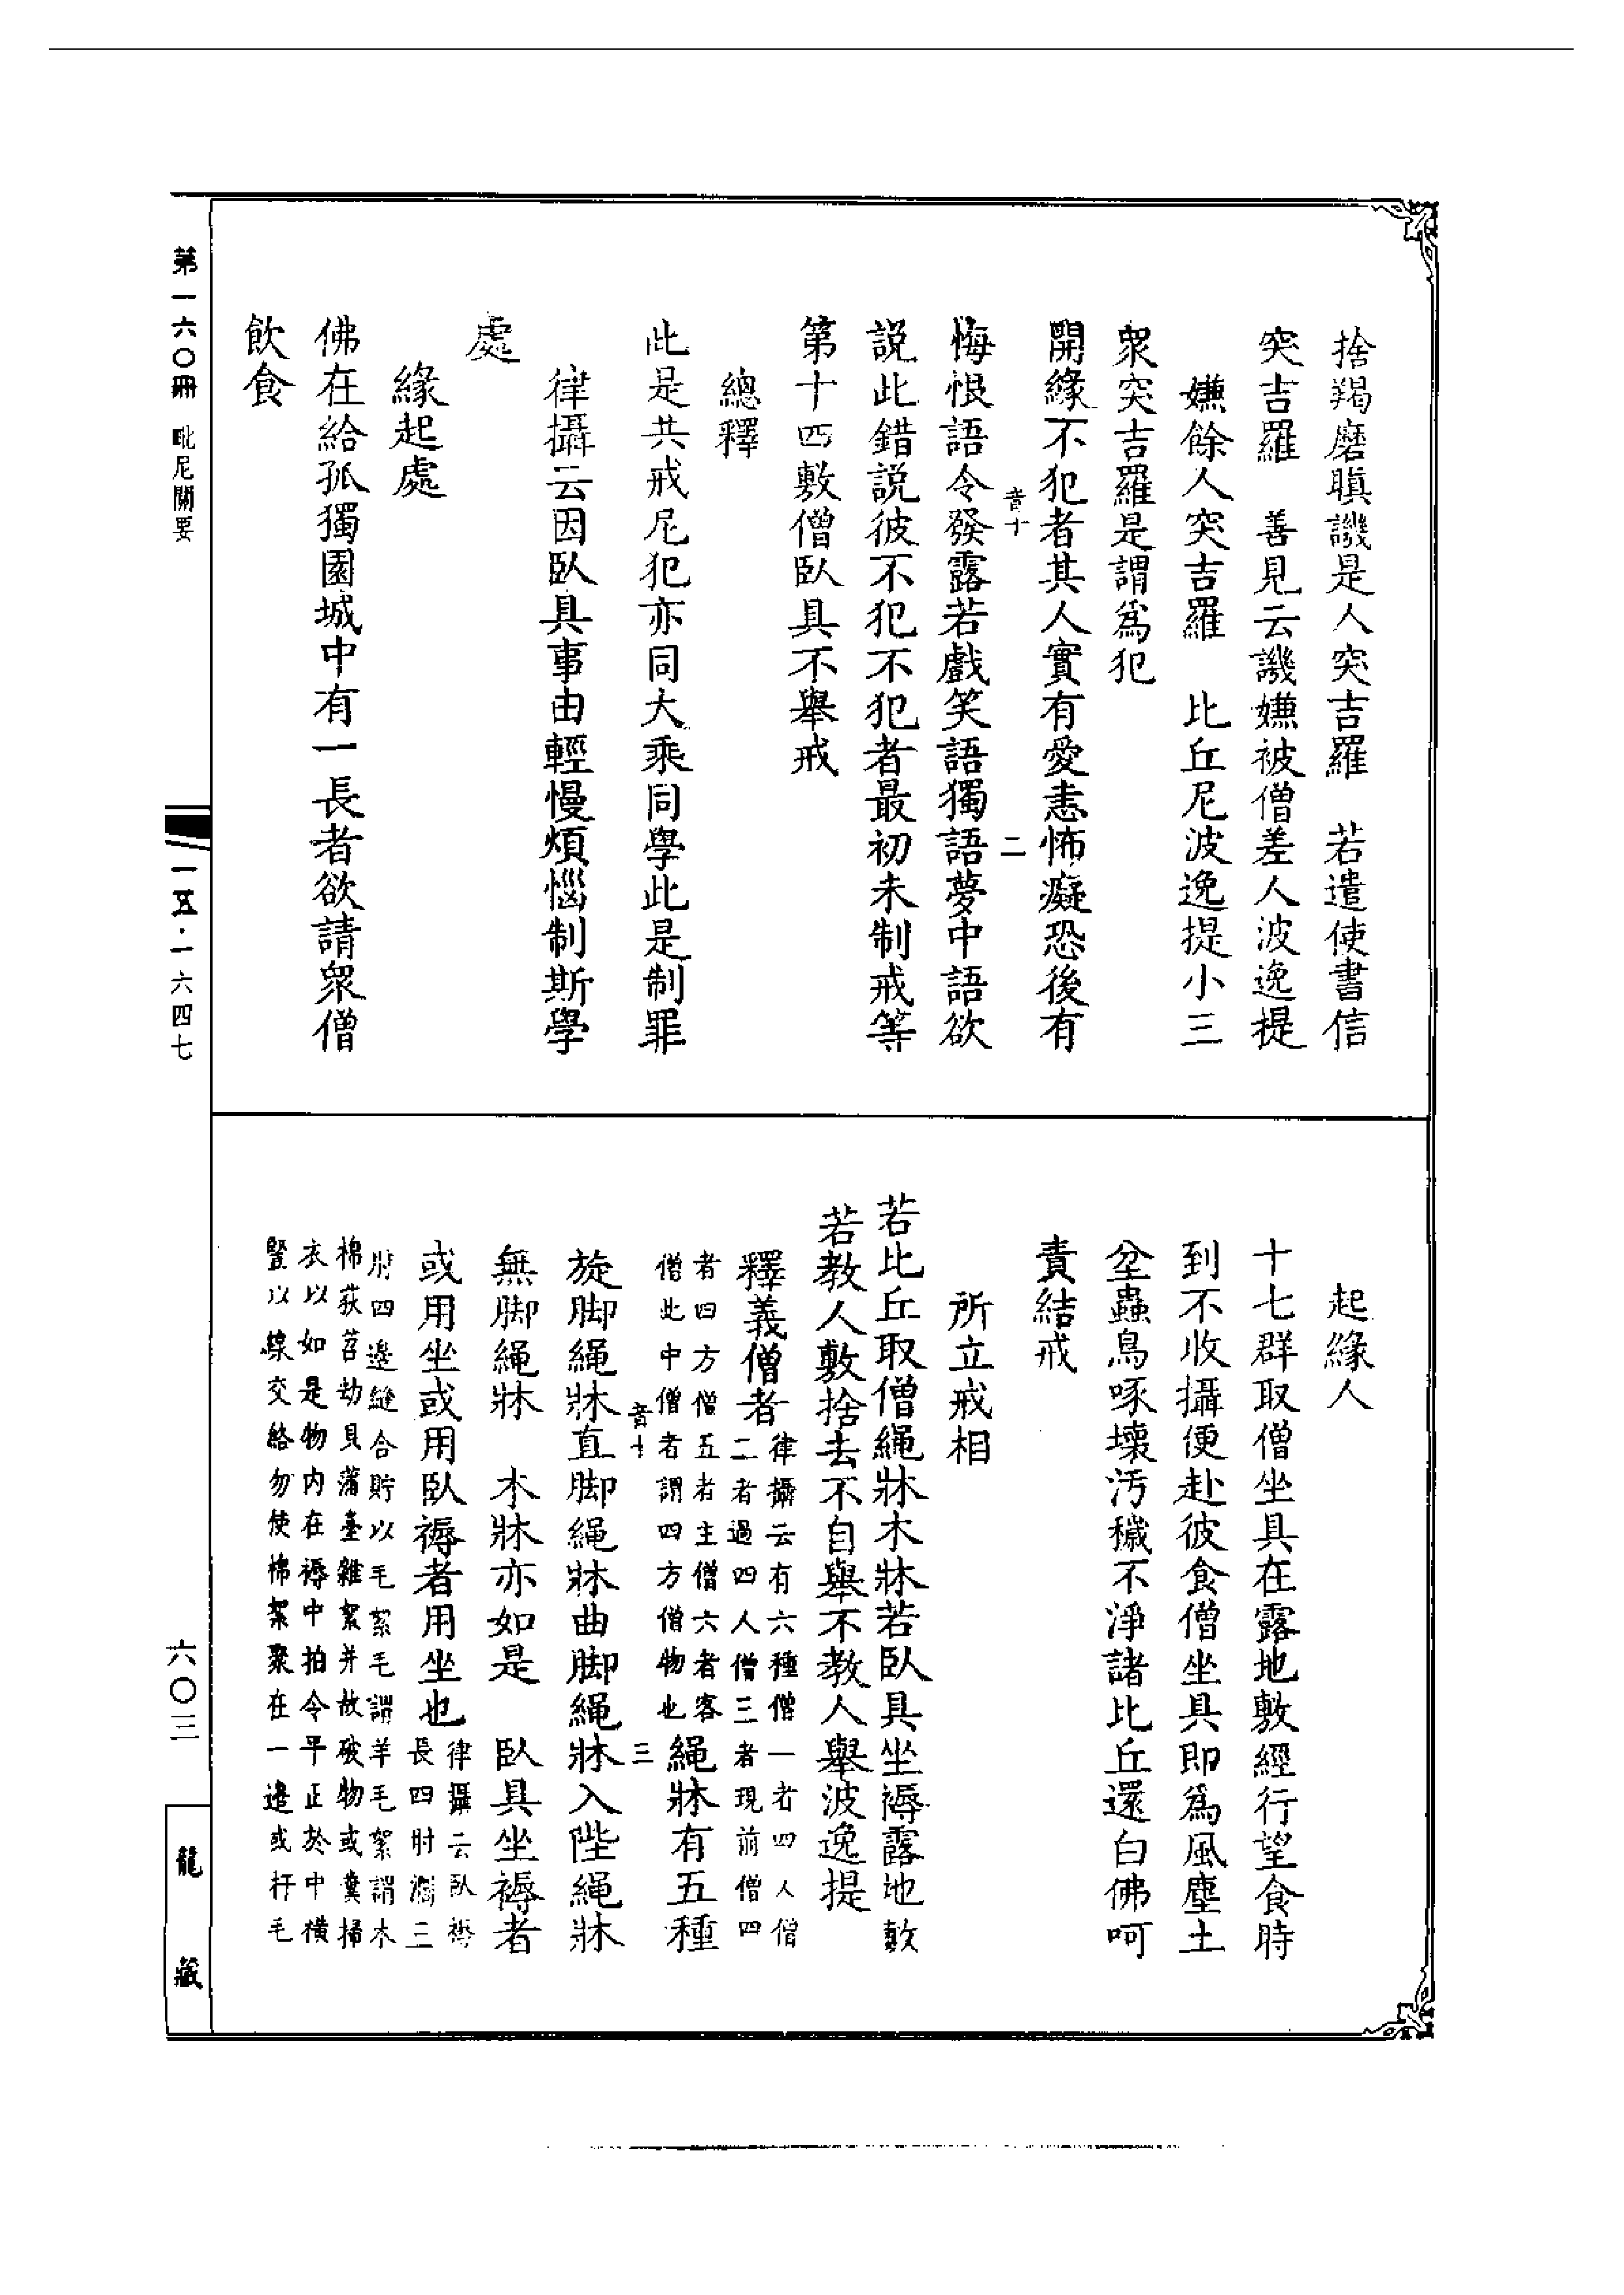 捨羯磨瞋譏是人突吉羅　若遣使書信
突吉羅　善見云譏嫌被僧差人波逸提
嫌餘人突吉羅　比丘尼波逸提小三
衆突吉羅是謂爲犯
開緣不犯者其人實有愛恚怖癡恐後有
音十　二
悔恨語令發露若戲笑語獨語夢中語欲
説此錯説彼不犯不犯者最初未制戒等
第十四敷僧臥具不舉戒
總釋
此是共戒尼犯亦同大乘同學此是制罪
律攝云因臥具事由輕慢煩惱制斯學
處
緣起處
佛在給孤獨園城中有一長者欲請衆僧
飲食
起緣人
十七群取僧坐具在露地敷經行望食時
到不收攝便赴彼食僧坐具即爲風塵土
坌蟲鳥啄壞污穢不淨諸比丘還白佛呵
責結戒
所立戒相
若比丘取僧繩牀木牀若臥具坐褥露地敷
若教人敷捨去不自舉不教人舉波逸提
釋義僧者律攝云有六種僧一者四人僧
二者過四人僧三者現前僧四
者四方僧五者主僧六者客
僧此中僧者謂四方僧物也繩牀有五種
音十　三
旋脚繩牀直脚繩牀曲脚繩牀入陛繩牀
無脚繩牀　木牀亦如是　臥具坐褥者
或用坐或用臥褥者用坐也律攝云臥褥
長四肘濶三
肘四邊縫合貯以毛絮毛謂羊毛絮謂木
棉荻苕劫貝蒲臺雜絮并故破物或糞掃
衣以如是物内在褥中拍令平正於中橫
豎以線交絡勿使棉絮聚在一邊或杆毛
第一六〇冊　毗尼關要
一五·一六四七
六〇三
龍藏